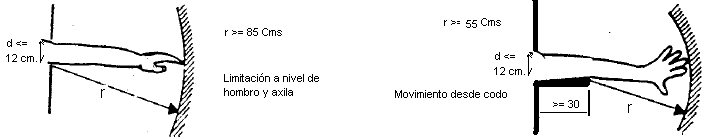 r >= 85 Cms
d <=
12 cm.
Limitación a nivel de
hombro y axila
r
r >= 55 Cms
d <=
12 cm.
Movimiento desde codo
>= 30
r